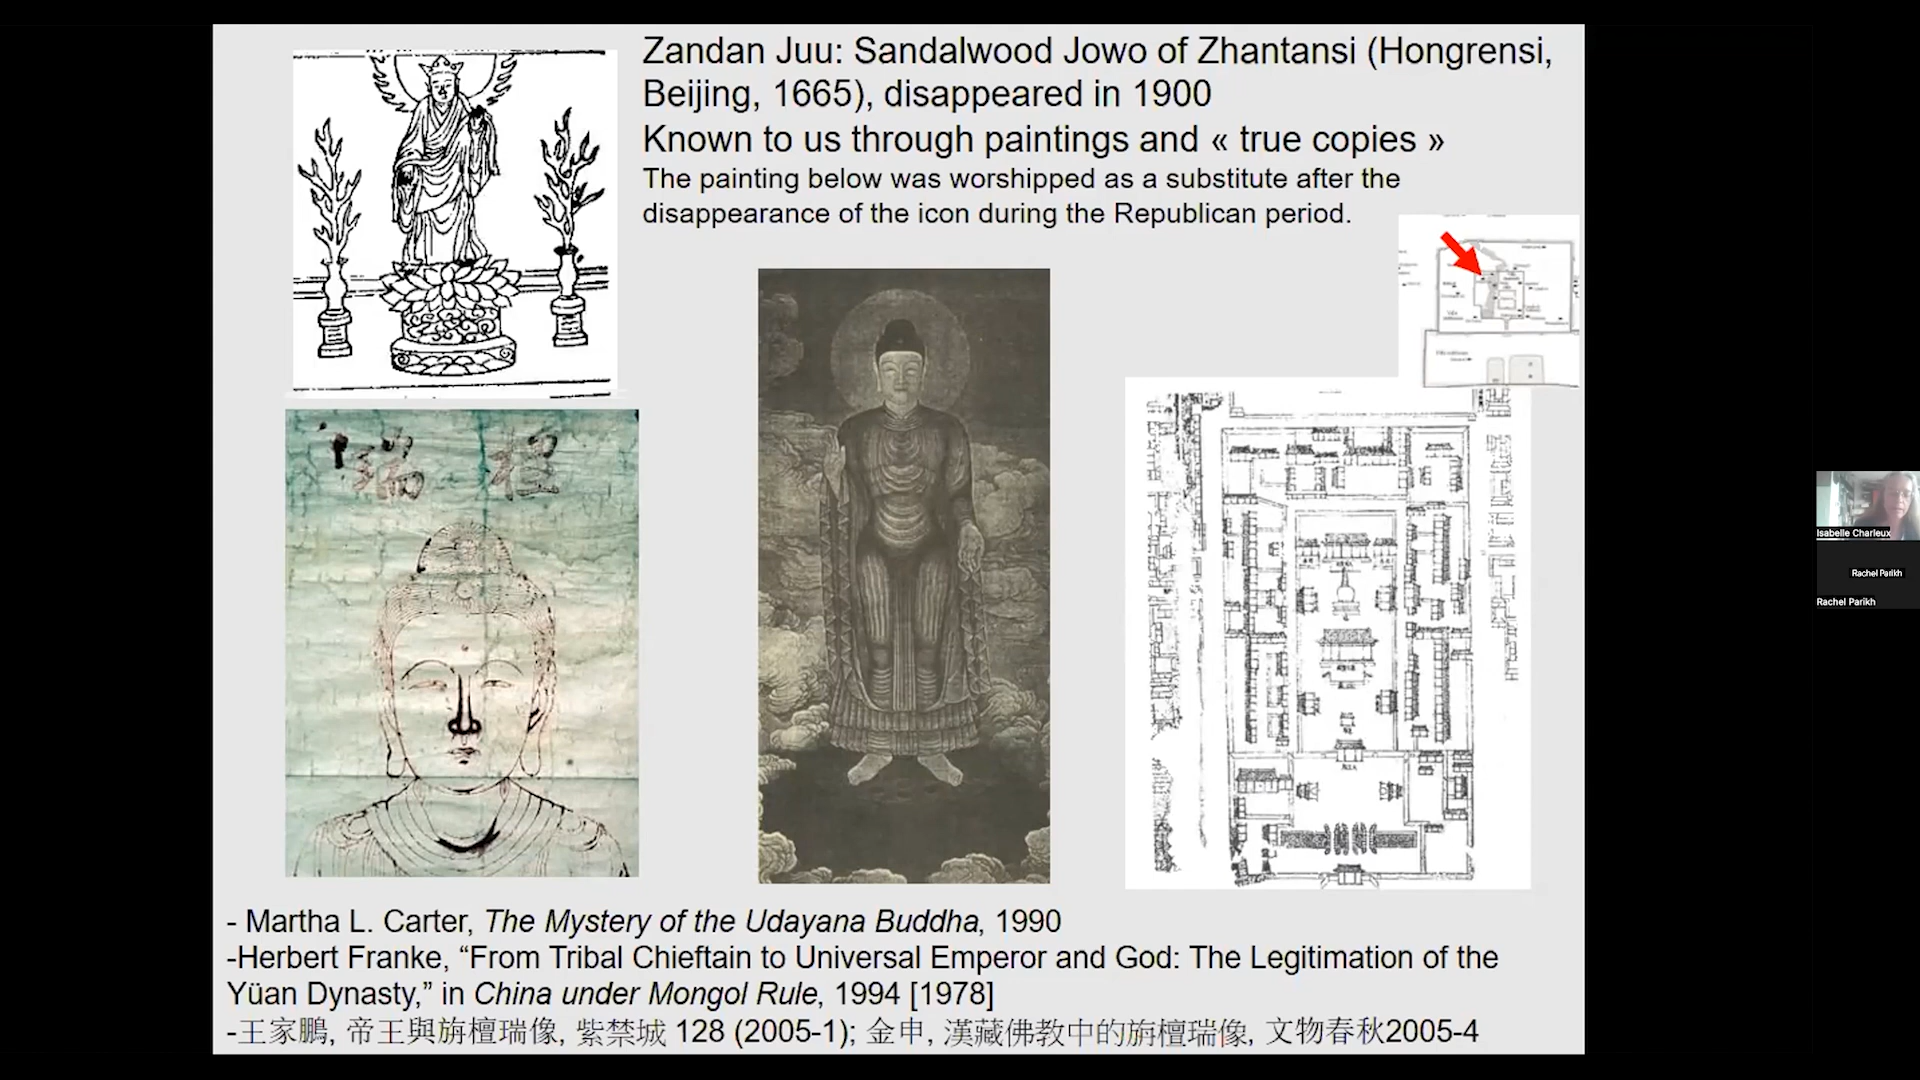 Zandan Juu: Sandalwood Jowo of Zhantansi (Hongrensi,
Beijing, 1665), disappeared in 1900
Known to us through paintings and « true copies »
The painting below was worshipped as a substitute after the
disappearance of the icon during the Republican period.
- Martha L. Carter, The Mystery of the Udayana Buddha, 1990
-Herbert Franke, “From Tribal Chieftain to Universal Emperor and God: The Legitimation of the
Yüan Dynasty,” in China under Mongol Rule, 1994 [1978]
-王家鵬, 帝王與旃檀瑞像, 紫禁城 128 (2005-1); 金申, 漢藏佛教中的旃檀瑞像, 文物春秋2005-4
Isabelle Charleux
Rachel Parikh
Rachel Parikh